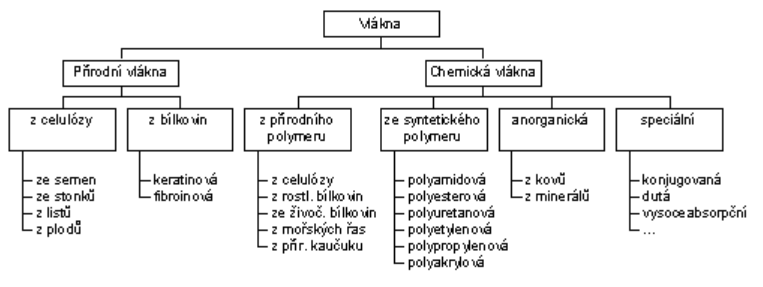 Vlákna
Přírodní vlákna
Chemická vlákna
z celulózy
z bílkovin
z přírodního
polymeru
ze syntetického
polymeru
anorganická
speciální
ze semen
ze stonků
z listů
z plodů
keratinová
fibroinová
z celulózy
z rostl. bílkovin
ze živoč. bílkovin
z mořských řas
z přír. kaučuku
polyamidová
polyesterová
polyuretanová
polyetylenová
polypropylenová
polyakrylová
z kovů
z minerálů
konjugovaná
dutá
vysoceabsorpční
...